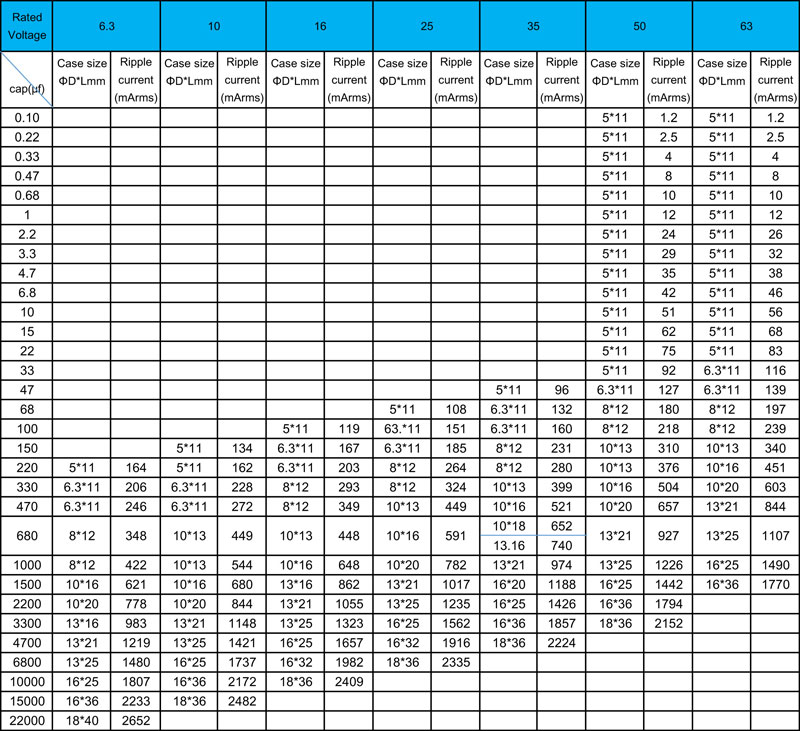 Rated Voltage 6.3 10 16 25 35 50 63
cap(µf) Case size ΦD*Lmm Ripple current (mArms) Case size ΦD*Lmm Ripple current (mArms) Case size ΦD*Lmm Ripple current (mArms) Case size ΦD*Lmm Ripple current (mArms) Case size ΦD*Lmm Ripple current (mArms) Case size ΦD*Lmm Ripple current (mArms) Case size ΦD*Lmm Ripple current (mArms)
0.10 5*11 1.2 5*11 1.2
0.22 5*11 2.5 5*11 2.5
0.33 5*11 4 5*11 4
0.47 5*11 8 5*11 8
0.68 5*11 10 5*11 10
1 5*11 12 5*11 12
2.2 5*11 24 5*11 26
3.3 5*11 29 5*11 32
4.7 5*11 35 5*11 38
6.8 5*11 42 5*11 46
10 5*11 51 5*11 56
15 5*11 62 5*11 68
22 5*11 75 5*11 83
33 5*11 92 6.3*11 116
47 5*11 96 6.3*11 127 6.3*11 139
68 5*11 108 6.3*11 132 8*12 180 8*12 197
100 5*11 119 63.*11 151 6.3*11 160 8*12 218 8*12 239
150 5*11 134 6.3*11 167 6.3*11 185 8*12 231 10*13 310 10*13 340
220 5*11 164 5*11 162 6.3*11 203 8*12 264 8*12 280 10*13 376 10*16 451
330 6.3*11 206 6.3*11 228 8*12 293 8*12 324 10*13 399 10*16 504 10*20 603
470 6.3*11 246 6.3*11 272 8*12 349 10*13 449 10*16 521 10*20 657 13*21 844
680 8*12 348 10*13 449 10*13 448 10*16 591 10*18 652 13.16 740 13*21 927 13*25 1107
1000 8*12 422 10*13 544 10*16 648 10*20 782 13*21 974 13*25 1226 16*25 1490
1500 10*16 621 10*16 680 13*16 862 13*21 1017 16*20 1188 16*25 1442 16*36 1770
2200 10*20 778 10*20 844 13*21 1055 13*25 1235 16*25 1426 16*36 1794
3300 13*16 983 13*21 1148 13*25 1323 16*25 1562 16*36 1857 18*36 2152
4700 13*21 1219 13*25 1421 16*25 1657 16*32 1916 18*36 2224
6800 13*25 1480 16*25 1737 16*32 1982 18*36 2335
10000 16*25 1807 16*36 2172 18*36 2409
15000 16*36 2233 18*36 2482
22000 18*40 2652